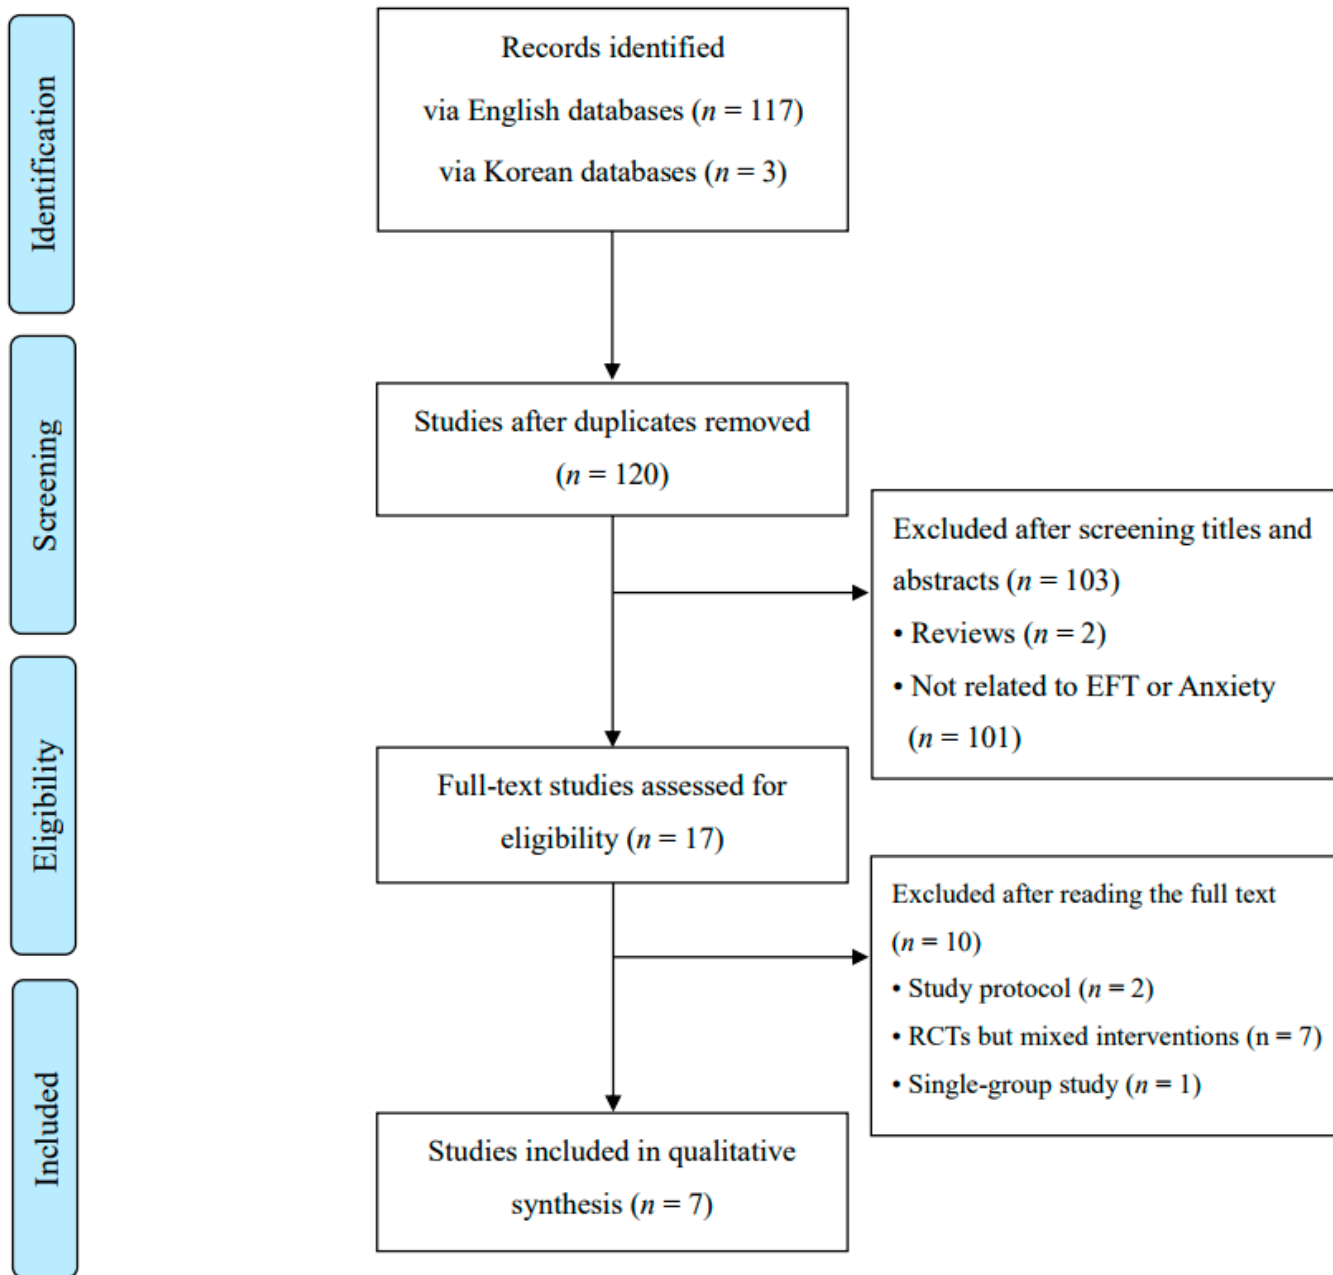 Identification
Records identified
via English databases (n = 117)
via Korean databases (n = 3)
Screening
Studies after duplicates removed
(n = 120)
Excluded after screening titles and
abstracts (n = 103)
• Reviews (n = 2)
• Not related to EFT or Anxiety
(n = 101)
Eligibility
Full-text studies assessed for
eligibility (n = 17)
Excluded after reading the full text
(n = 10)
• Study protocol (n = 2)
• RCTs but mixed interventions (n = 7)
• Single-group study (n = 1)
Included
Studies included in qualitative
synthesis (n = 7)